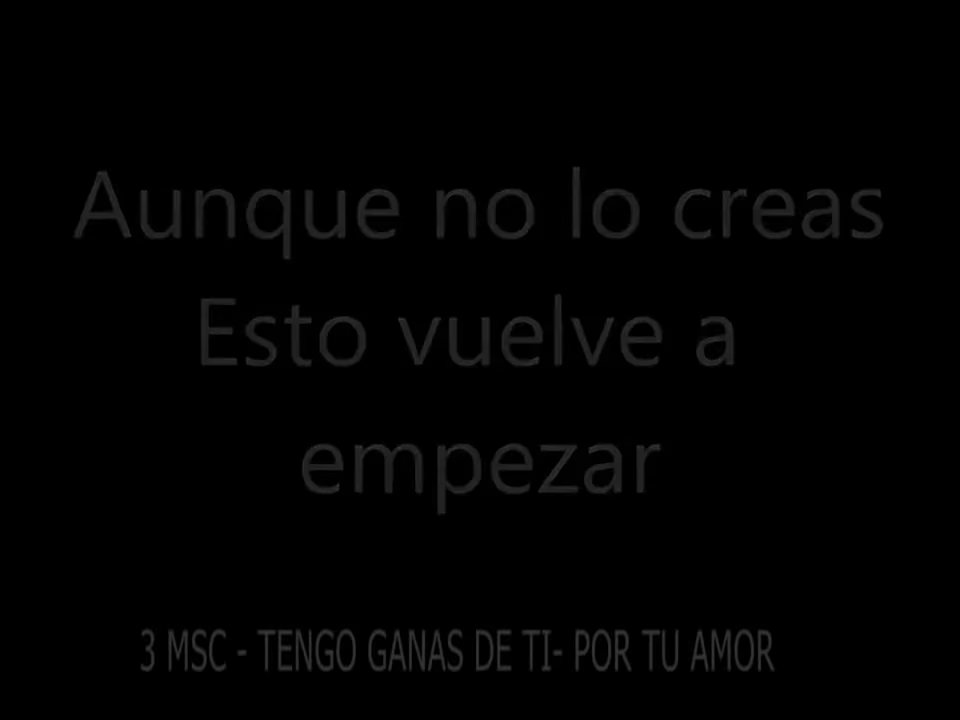 Aunque no lo creas
Esto vuelve a
empezar
3 MSC - TENGO GANAS DE TI- POR TU AMOR